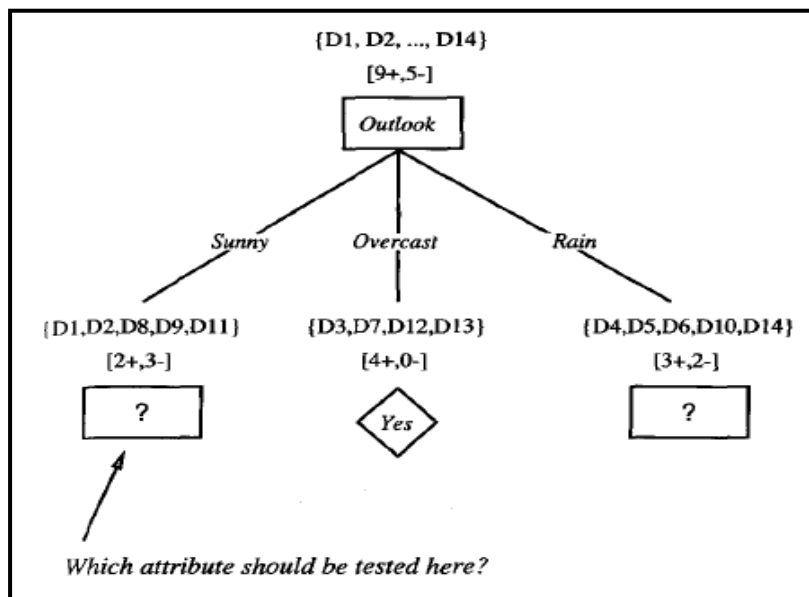 {D1, D2, ..., D14}
[9+,5-]
Outlook
Sunny Overcast Rain
{D1,D2,D8,D9,D11} {D3,D7,D12,D13} {D4,D5,D6,D10,D14}
[2+,3-] [4+,0-] [3+,2-]
? Yes ?
Which attribute should be tested here?